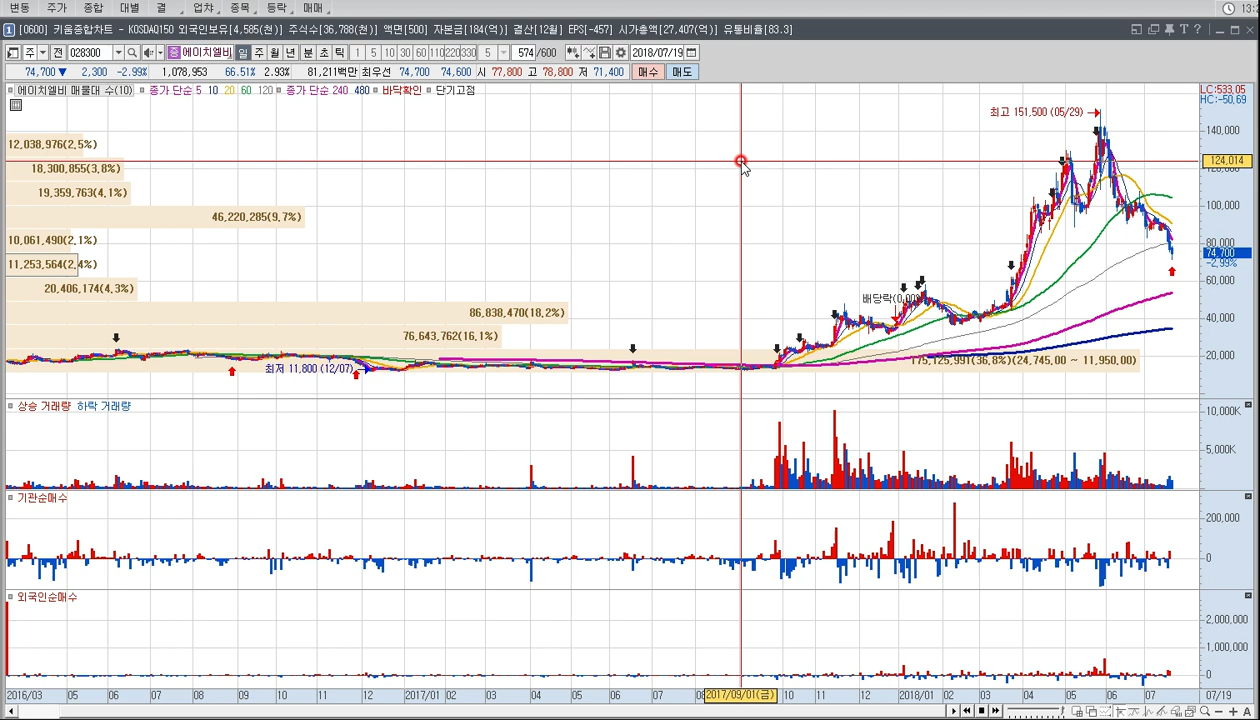 변동 주가 종합 대별 결 업차 종목 등락 매매 13:
[0600] 키움종합차트 - KOSDAQ150 외국인보유[4,585(천)] 주식수[36,788(천)] 액면[500] 자본금[184(억)] 결산[12월] EPS[-457] 시가총액[27,407(억)] 유통비율[83.3]
주 전 028300 증 에이치엘비 일 주 월 년 분 초 틱 1 3 5 10 30 60 110 220 330 5 574 /600 2018/07/19
74,700 ▼ 2,300 -2.99% 1,078,953 66.51% 2.93% 81,211백만 최우선 74,700 74,600 시 77,800 고 78,800 저 71,400 매수 매도
에이치엘비 매물대 수(10) 종가 단순 5 10 20 60 120 종가 단순 240 480 바닥확인 단기고점
LC:533.05
HC:-50.69
최고 151,500 (05/29)
140,000
12,038,976(2.5%)
124,014
18,300,855(3.8%)
120,000
19,359,763(4.1%)
100,000
46,220,285(9.7%)
10,061,490(2.1%)
80,000
74,700
-2.99%
11,253,564(2.4%)
60,000
20,406,174(4.3%)
배당락(0.00)
86,838,470(18.2%)
40,000
76,643,762(16.1%)
20,000
175,125,991(36.8%)(24,745.00 ~ 11,950.00)
최저 11,800 (12/07)
상승 거래량 하락 거래량
10,000K
5,000K
기관순매수
200,000
0
외국인순매수
2,000,000
1,000,000
0
2016/03 05 06 07 08 09 10 11 12 2017/01 02 03 04 05 06 07 08 2017/09/01(금) 10 11 12 2018/01 02 03 04 05 06 07 07/19